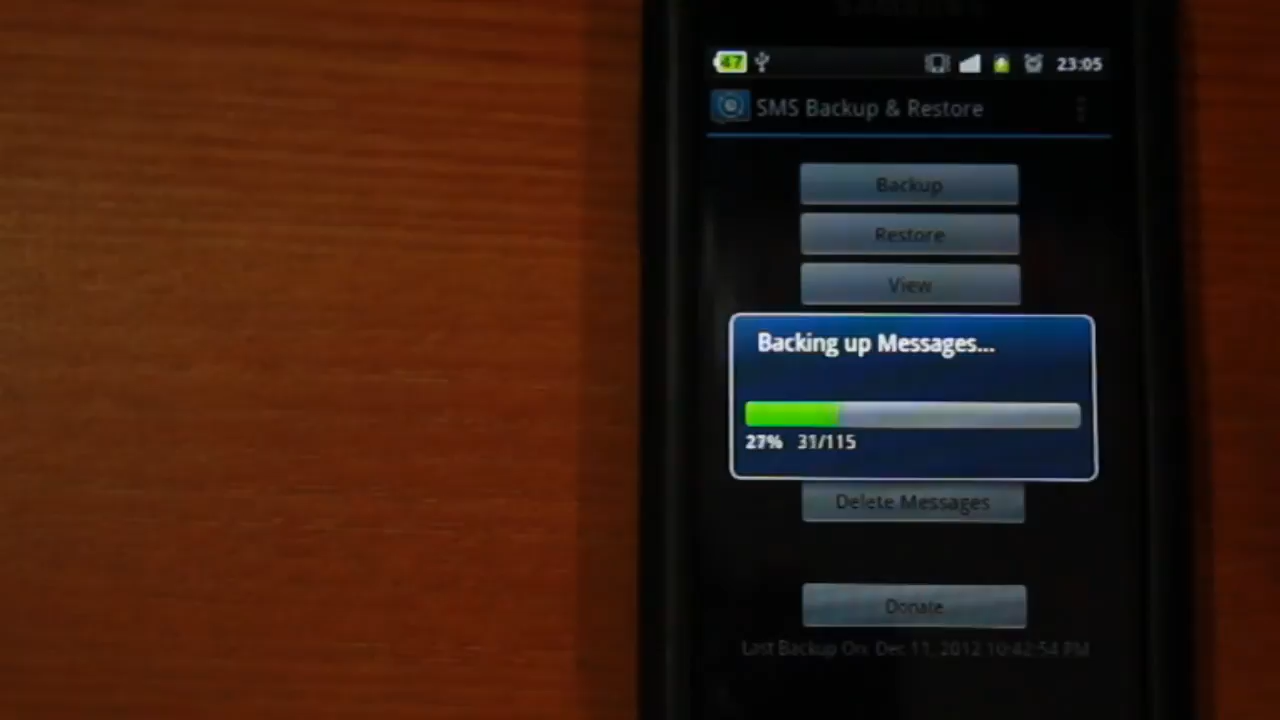 SAMSUNG
47 23:05
SMS Backup & Restore
Backup
Restore
View
Backing up Messages...
27% 31/115
Delete Messages
Donate
Last Backup On: Dec 11, 2012 10:42:54 PM